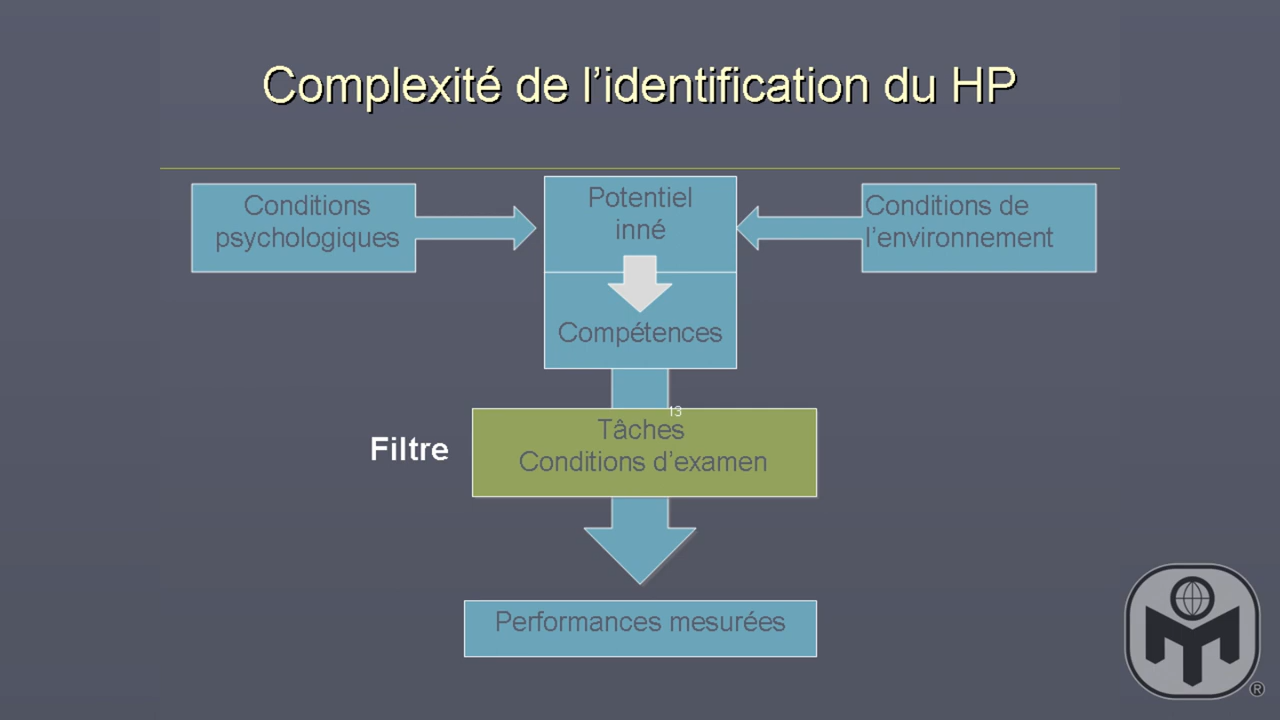 Complexité de l’identification du HP
Conditions
psychologiques
Potentiel
inné
Conditions de
l’environnement
Compétences
13
Filtre
Tâches
Conditions d’examen
Performances mesurées
®